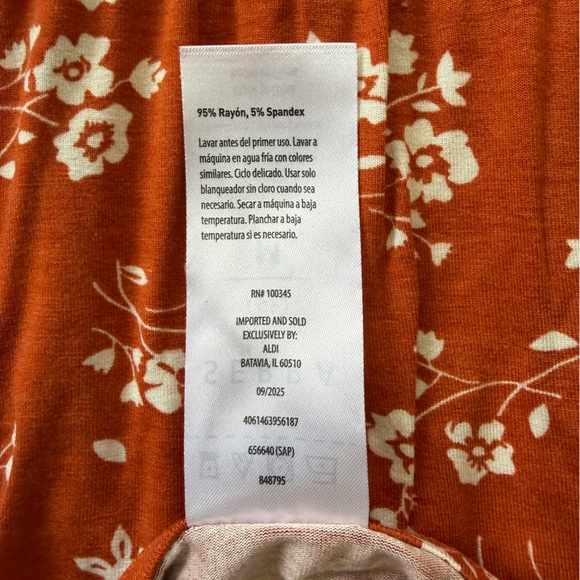 95% Rayón, 5% Spandex
Lavar antes del primer uso. Lavar a
máquina en agua fría con colores
similares. Ciclo delicado. Usar solo
blanqueador sin cloro cuando sea
necesario. Secar a máquina a baja
temperatura. Planchar a baja
temperatura si es necesario.
RN# 100345
IMPORTED AND SOLD
EXCLUSIVELY BY:
ALDI
BATAVIA, IL 60510
SERRA
09/2025
4061463956187
656640 (SAP)
848795